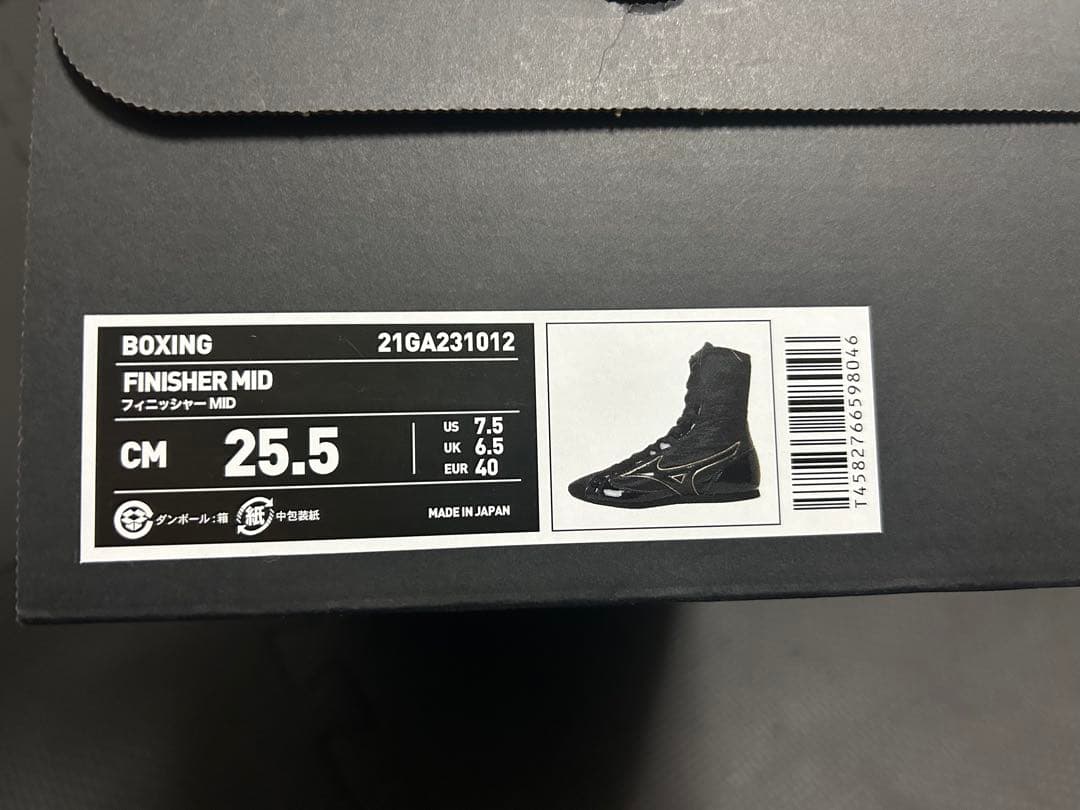 BOXING 21GA231012
FINISHER MID
フィニッシャー MID
CM 25.5
US 7.5
UK 6.5
EUR 40
ダンボール:箱 紙 中包装紙
MADE IN JAPAN
T4582766598046